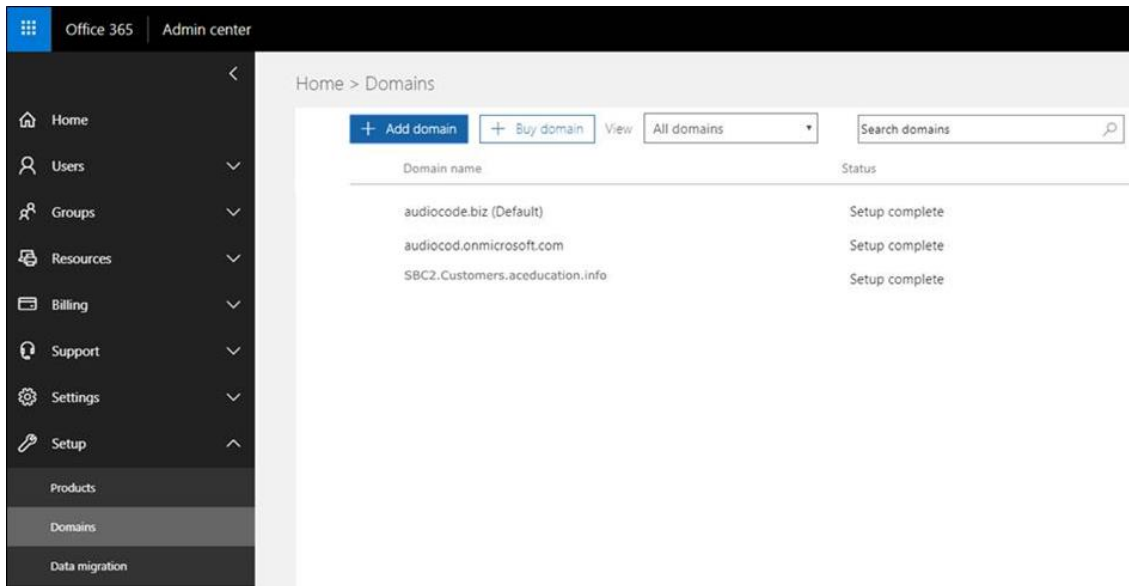 Office 365 Admin center
Home > Domains
Home
Users
Groups
Resources
Billing
Support
Settings
Setup
Products
Domains
Data migration
+ Add domain + Buy domain View All domains Search domains
Domain name Status
audiocode.biz (Default) Setup complete
audiocod.onmicrosoft.com Setup complete
SBC2.Customers.aceducation.info Setup complete